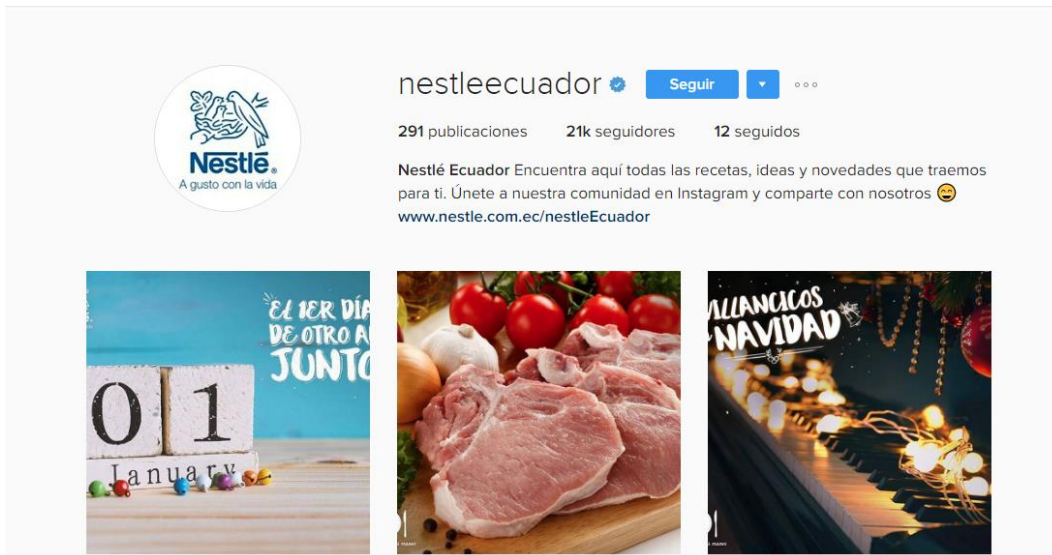 Nestlé®
A gusto con la vida
nestleecuador
Seguir
291 publicaciones 21k seguidores 12 seguidos
Nestlé Ecuador Encuentra aquí todas las recetas, ideas y novedades que traemos
para ti. Únete a nuestra comunidad en Instagram y comparte con nosotros 😄
www.nestle.com.ec/nestleEcuador
EL 1ER DÍA
DE OTRO A
JUNTO
01
January
ILLANCICOS
NAVIDAD